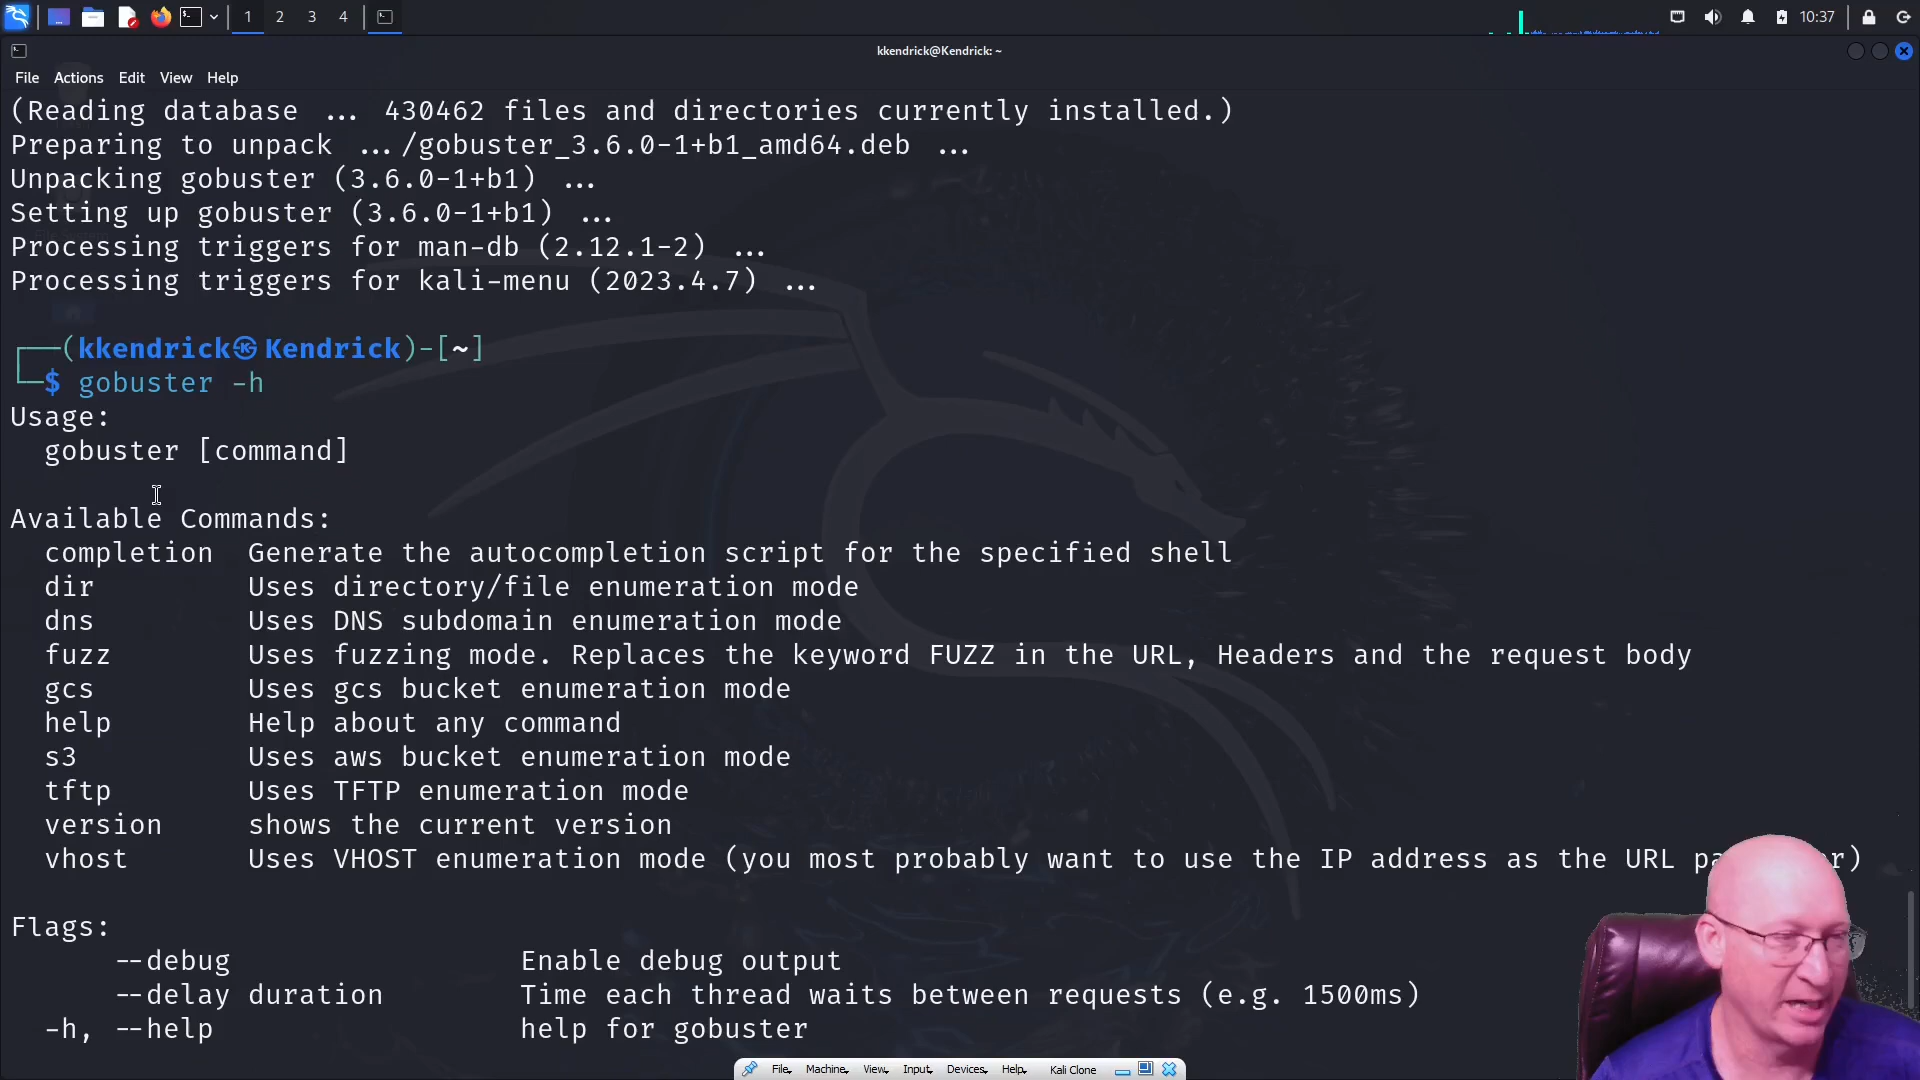 1 2 3 4 10:37
kkendrick@Kendrick: ~
File Actions Edit View Help
(Reading database ... 430462 files and directories currently installed.)
Preparing to unpack .../gobuster_3.6.0-1+b1_amd64.deb ...
Unpacking gobuster (3.6.0-1+b1) ...
Setting up gobuster (3.6.0-1+b1) ...
Processing triggers for man-db (2.12.1-2) ...
Processing triggers for kali-menu (2023.4.7) ...
┌──(kkendrick㉿Kendrick)-[~]
└─$ gobuster -h
Usage:
gobuster [command]
Available Commands:
completion Generate the autocompletion script for the specified shell
dir Uses directory/file enumeration mode
dns Uses DNS subdomain enumeration mode
fuzz Uses fuzzing mode. Replaces the keyword FUZZ in the URL, Headers and the request body
gcs Uses gcs bucket enumeration mode
help Help about any command
s3 Uses aws bucket enumeration mode
tftp Uses TFTP enumeration mode
version shows the current version
vhost Uses VHOST enumeration mode (you most probably want to use the IP address as the URL
Flags:
--debug Enable debug output
--delay duration Time each thread waits between requests (e.g. 1500ms)
-h, --help help for gobuster
File Machine View Input Devices Help Kali Clone